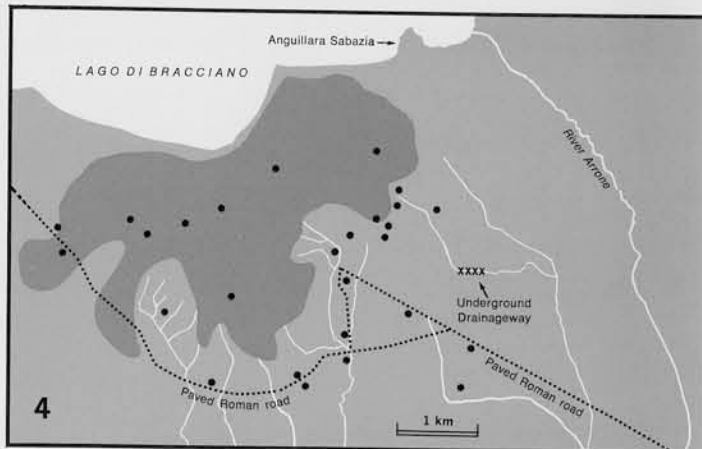 Anguillara Sabazia
LAGO DI BRACCIANO
River Arrone
XXXX
Underground
Drainageway
Paved Roman road
Paved Roman road
4
1 km